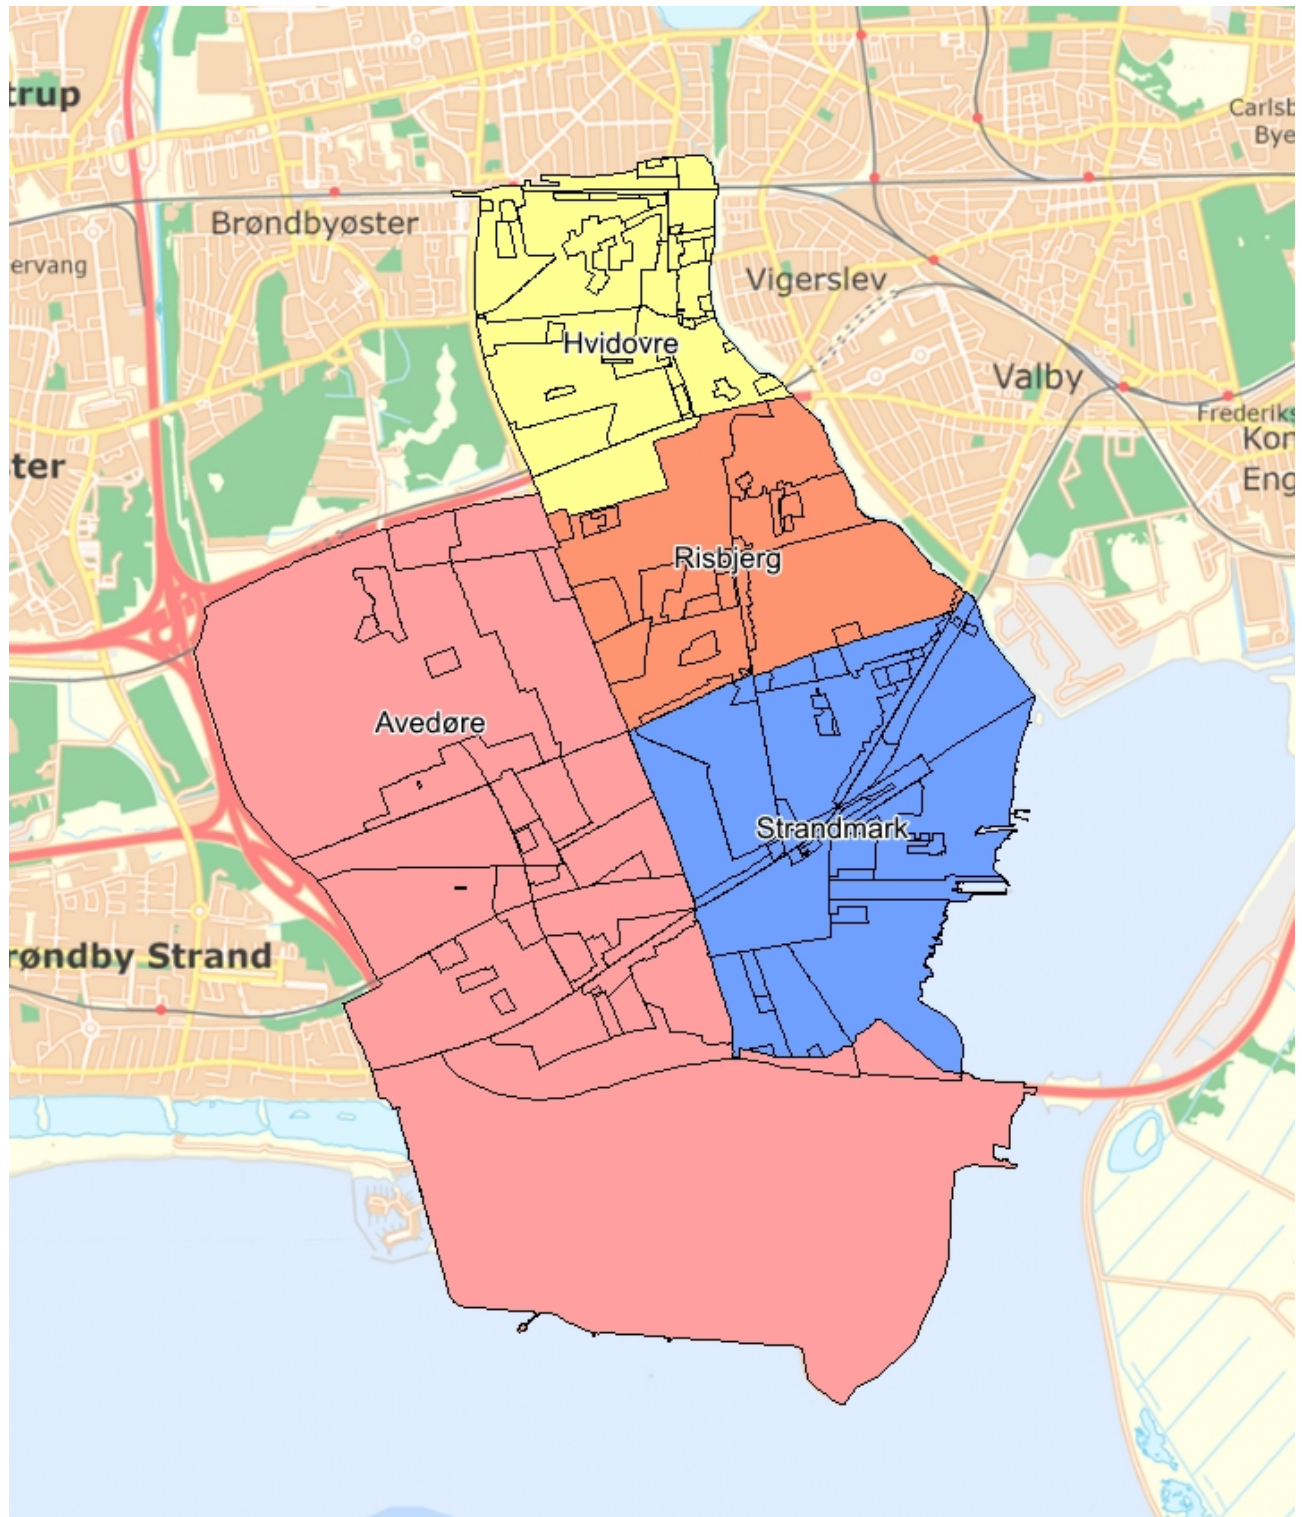 trup
Carlsb
Bye
Brøndbyøster
ervang
Vigerslev
Hvidovre
Valby
Frederiks
Kon
Eng
ter
Risbjerg
Avedøre
Strandmark
røndby Strand